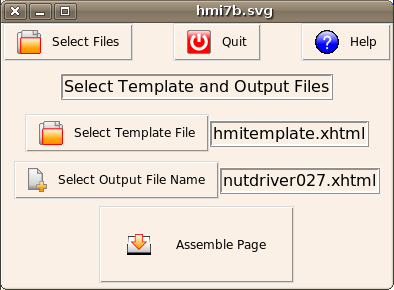 hmi7b.svg
Select Files
Quit
Help
Select Template and Output Files
Select Template File
hmitemplate.xhtml
Select Output File Name
nutdriver027.xhtml
Assemble Page